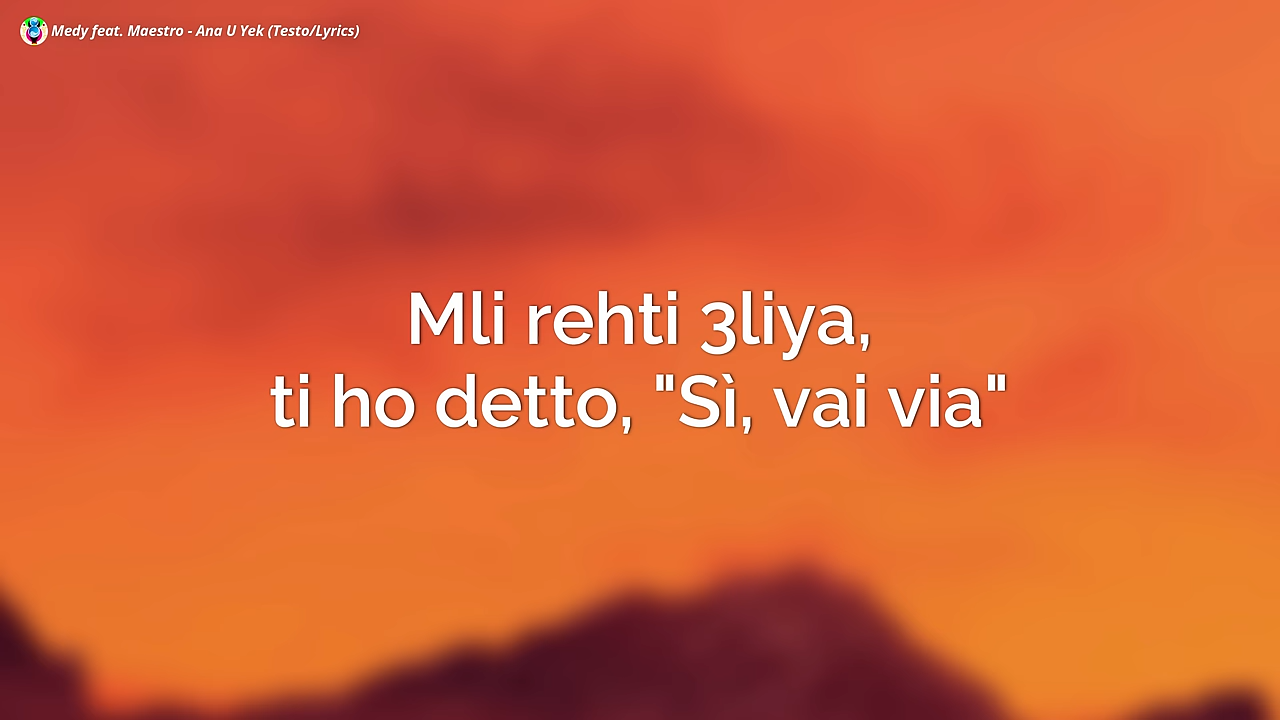 Medy feat. Maestro - Ana U Yek (Testo/Lyrics)
Mli rehti 3liya,
ti ho detto, "Sì, vai via"